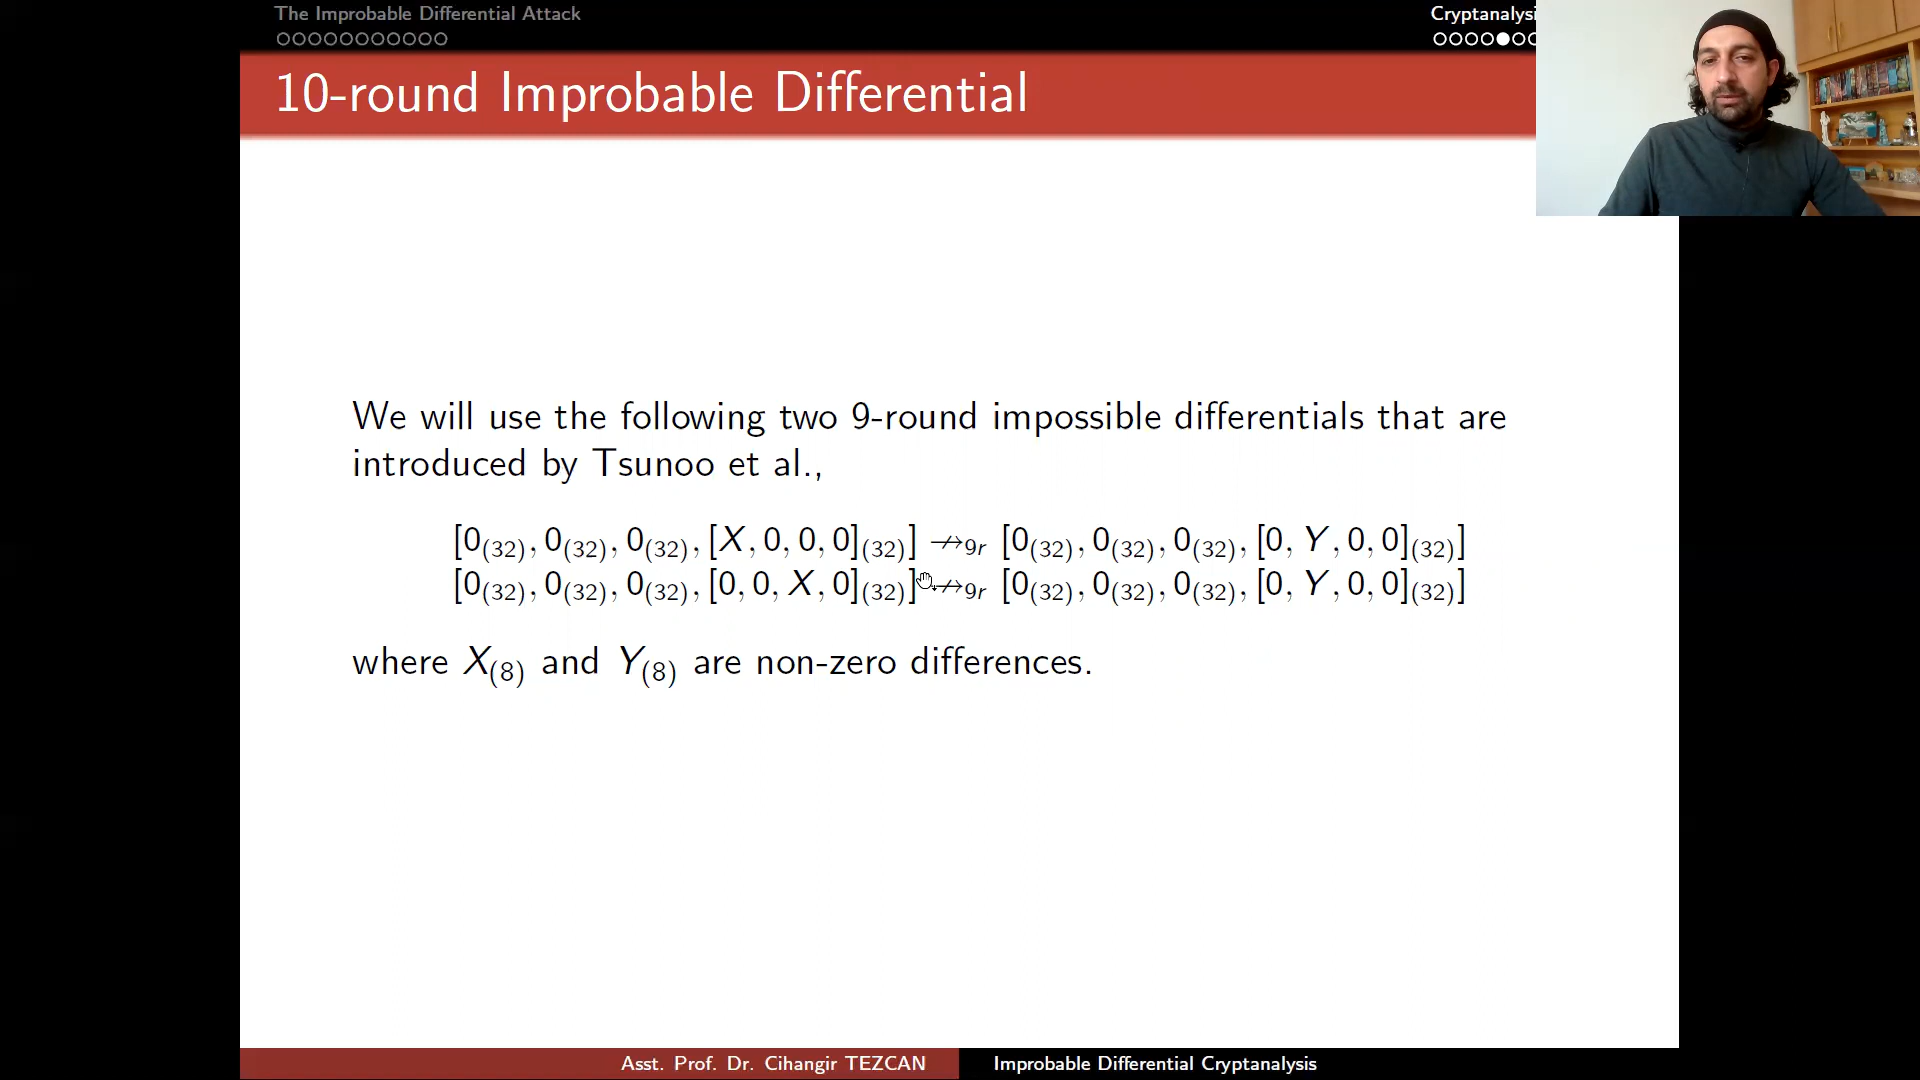 The Improbable Differential Attack
Cryptanalysi
10-round Improbable Differential
We will use the following two 9-round impossible differentials that are
introduced by Tsunoo et al.,
[0₍₃₂₎, 0₍₃₂₎, 0₍₃₂₎, [X, 0, 0, 0]₍₃₂₎] ↛₉ᵣ [0₍₃₂₎, 0₍₃₂₎, 0₍₃₂₎, [0, Y, 0, 0]₍₃₂₎]
[0₍₃₂₎, 0₍₃₂₎, 0₍₃₂₎, [0, 0, X, 0]₍₃₂₎] ↛₉ᵣ [0₍₃₂₎, 0₍₃₂₎, 0₍₃₂₎, [0, Y, 0, 0]₍₃₂₎]
where X₍₈₎ and Y₍₈₎ are non-zero differences.
Asst. Prof. Dr. Cihangir TEZCAN
Improbable Differential Cryptanalysis